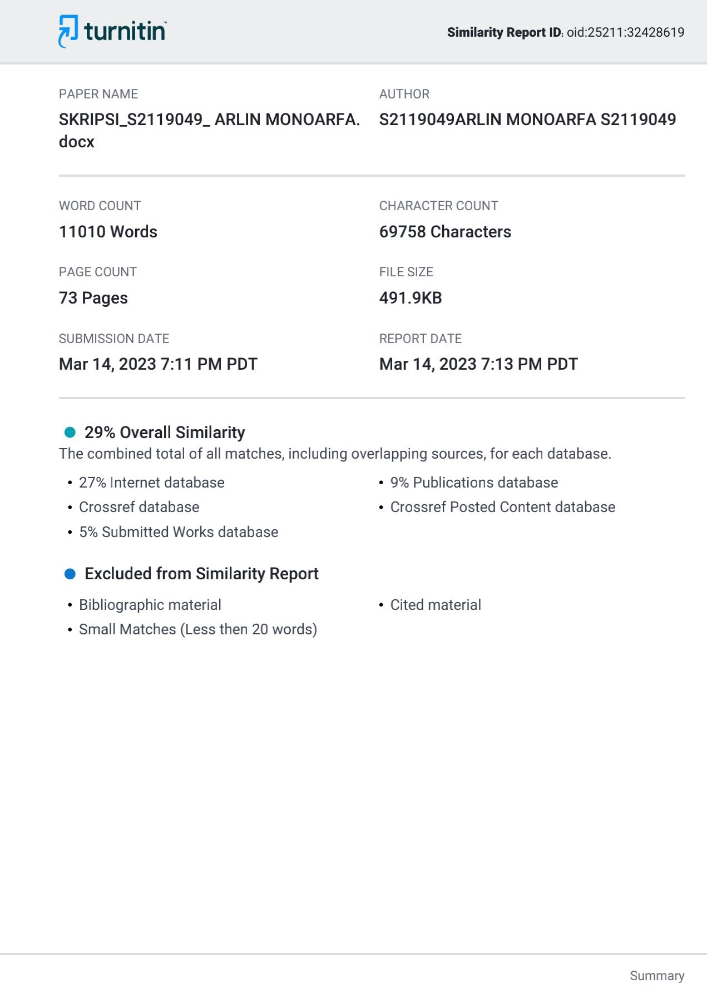 turnitin™
Similarity Report ID: oid:25211:32428619
PAPER NAME
SKRIPSI_S2119049_ ARLIN MONOARFA.
docx
AUTHOR
S2119049ARLIN MONOARFA S2119049
WORD COUNT
11010 Words
CHARACTER COUNT
69758 Characters
PAGE COUNT
73 Pages
FILE SIZE
491.9KB
SUBMISSION DATE
Mar 14, 2023 7:11 PM PDT
REPORT DATE
Mar 14, 2023 7:13 PM PDT
29% Overall Similarity
The combined total of all matches, including overlapping sources, for each database.
• 27% Internet database
• 9% Publications database
• Crossref database
• Crossref Posted Content database
• 5% Submitted Works database
Excluded from Similarity Report
• Bibliographic material
• Cited material
• Small Matches (Less then 20 words)
Summary